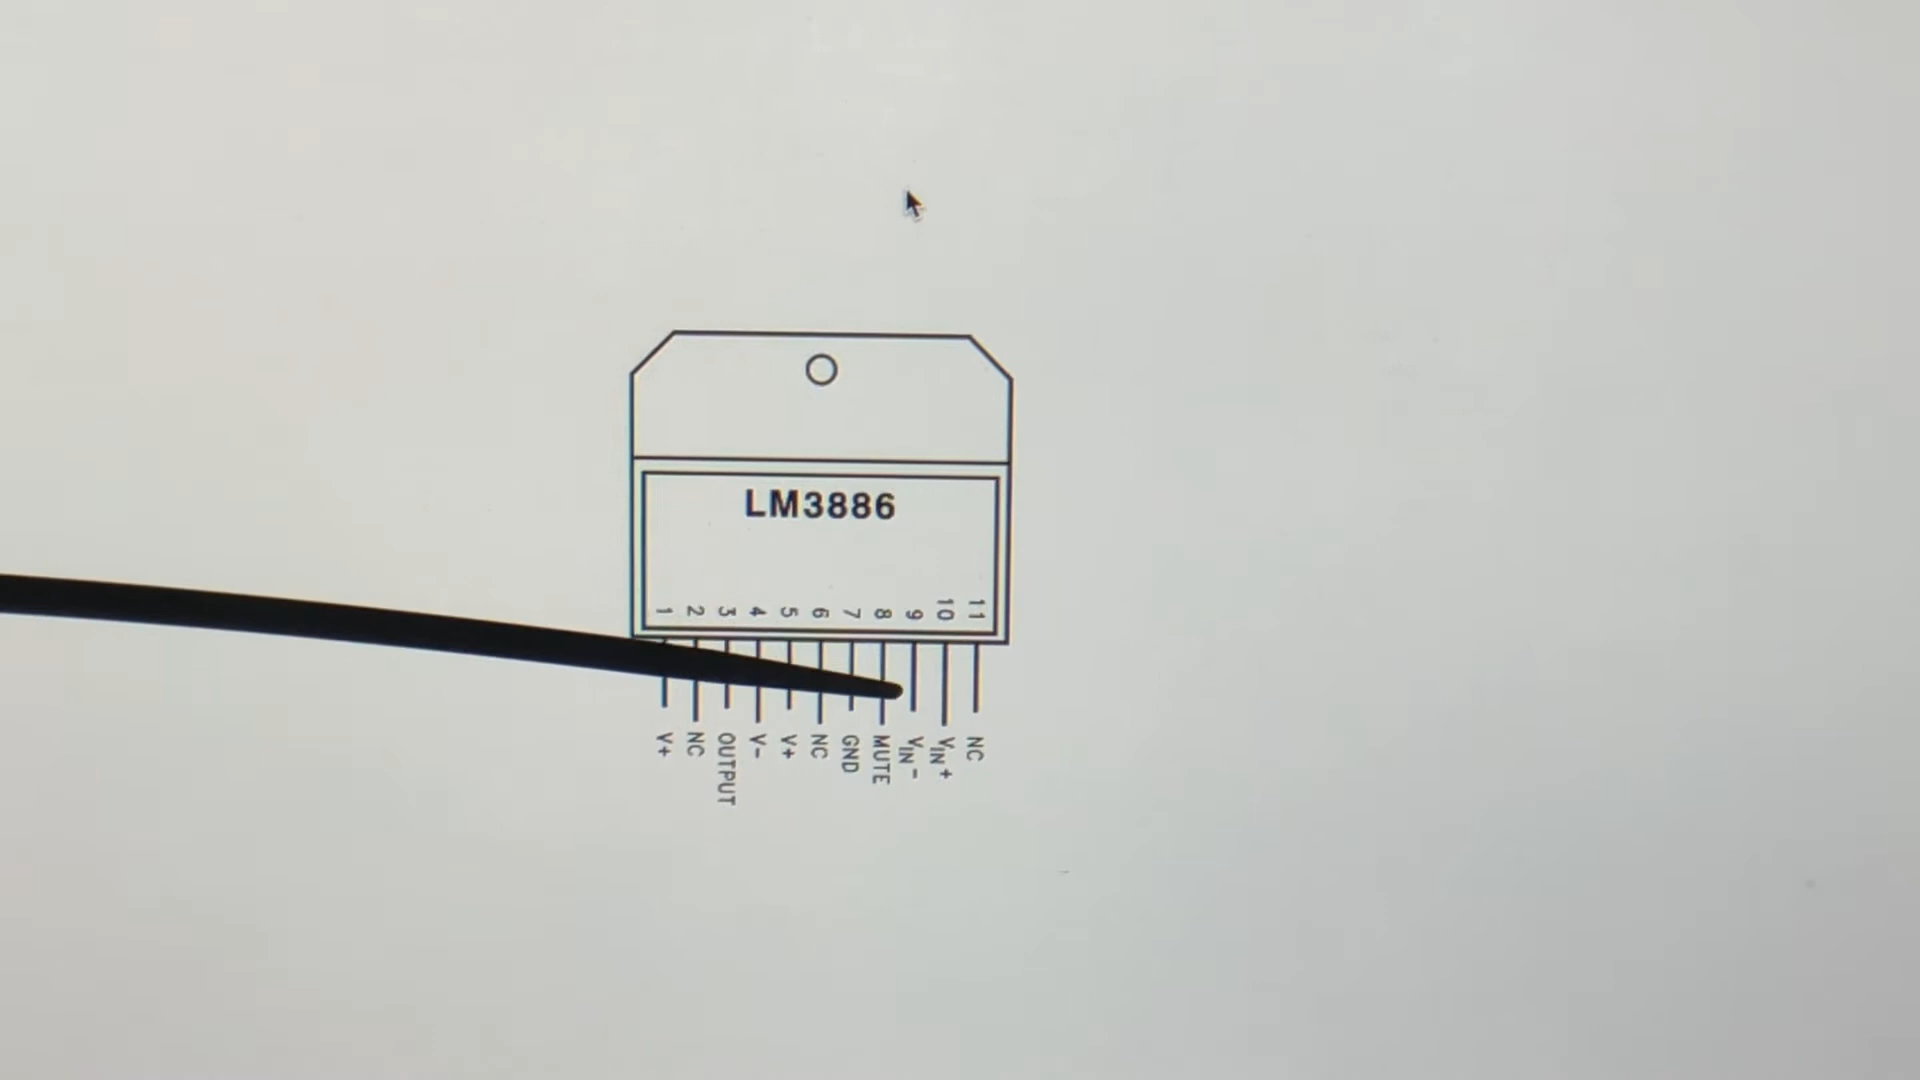 LM3886
1 2 3 4 5 6 7 8 9 10 11
V+ NC OUTPUT V- V+ NC GND MUTE VIN- VIN+ NC